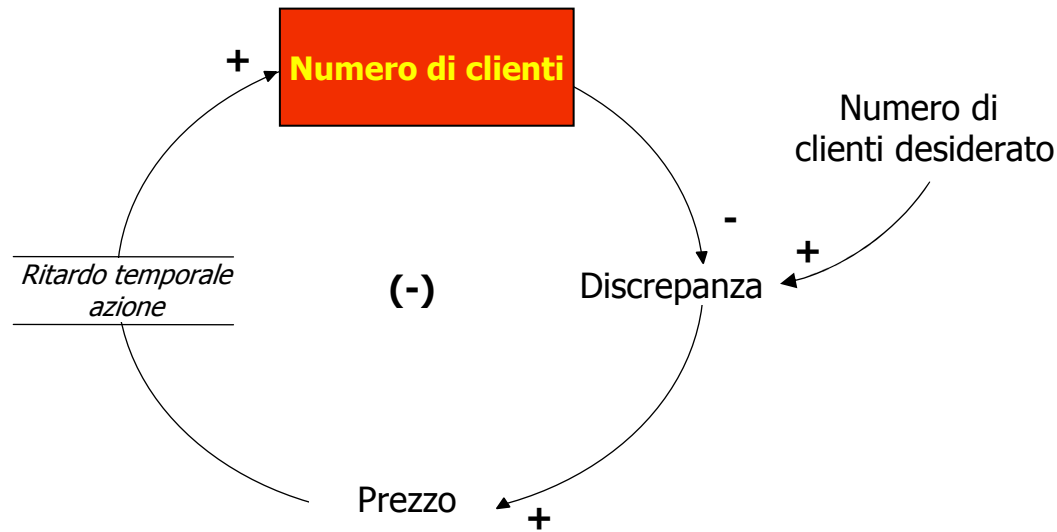 +
Numero di clienti
Numero di
clienti desiderato
-
+
Ritardo temporale
azione
(-)
Discrepanza
Prezzo
+